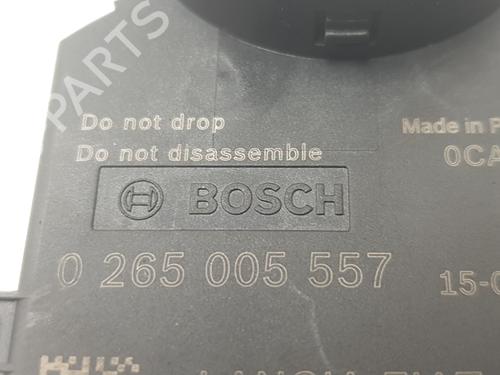 B PARTS
Do not drop
Made in P
Do not disassemble
0CA
BOSCH
0 265 005 557
15-0